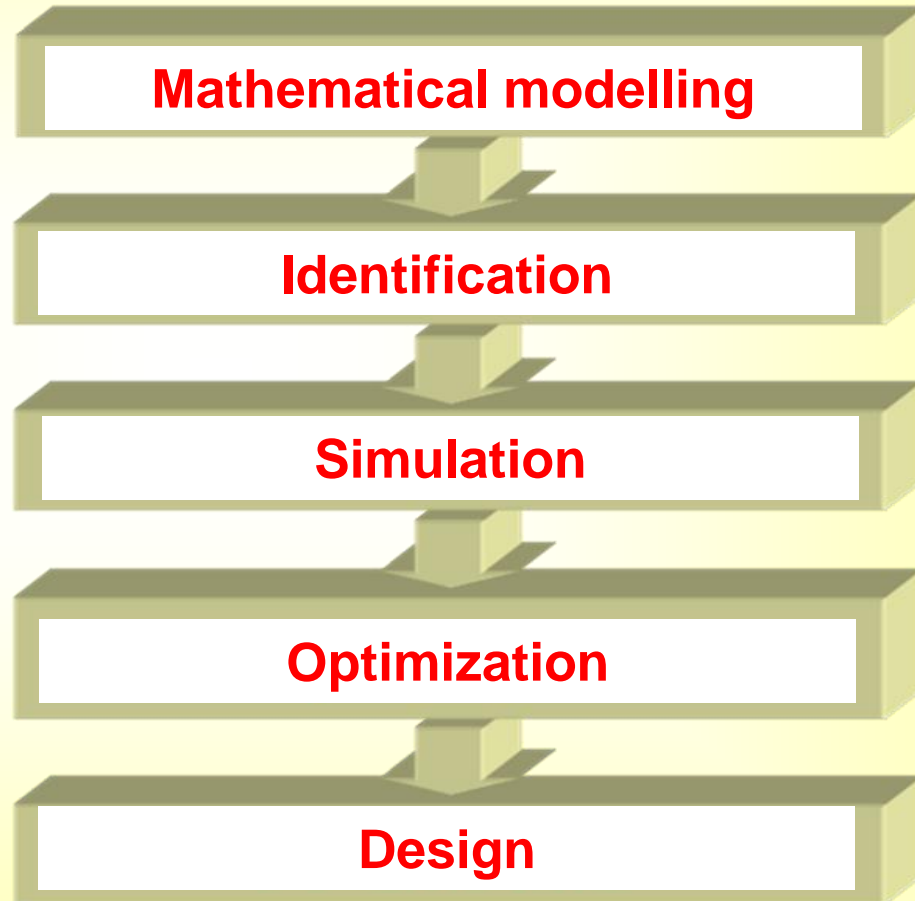 Mathematical modelling
Identification
Simulation
Optimization
Design